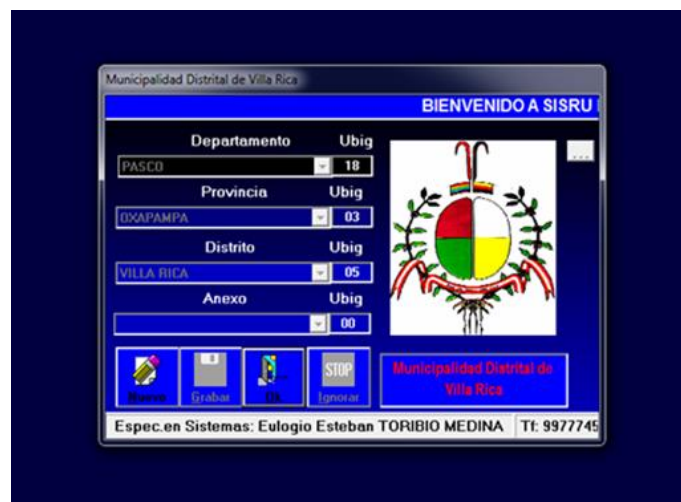 Municipalidad Distrital de Villa Rica
BIENVENIDO A SISRU
Departamento Ubig
PASCO 18
...
Provincia Ubig
OXAPAMPA 03
Distrito Ubig
VILLA RICA 05
Anexo Ubig
00
Nuevo Grabar Ok STOP Ignorar
Municipalidad Distrital de
Villa Rica
Espec.en Sistemas: Eulogio Esteban TORIBIO MEDINA Tf: 9977745